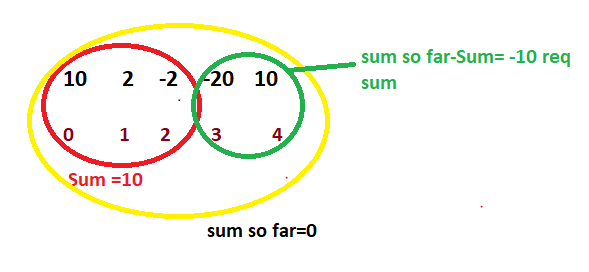 sum so far-Sum= -10 req
sum
10 2 -2 -20 10
0 1 2 3 4
Sum =10
sum so far=0